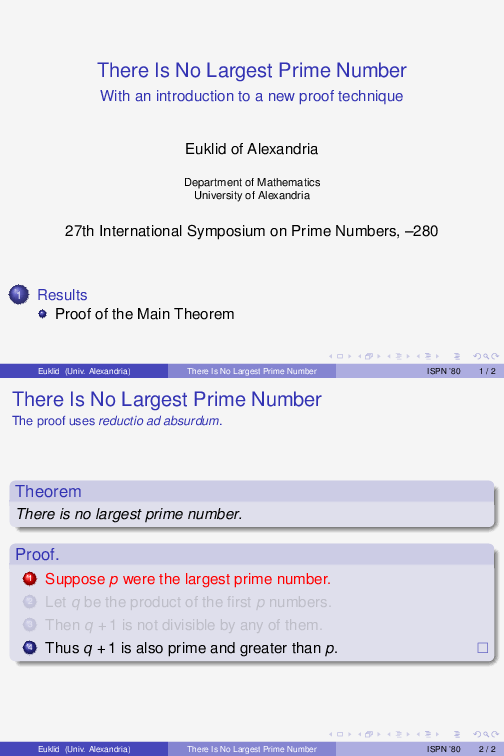 There Is No Largest Prime Number
With an introduction to a new proof technique
Euklid of Alexandria
Department of Mathematics
University of Alexandria
27th International Symposium on Prime Numbers, –280
1 Results
Proof of the Main Theorem
Euklid (Univ. Alexandria) There Is No Largest Prime Number ISPN ’80 1 / 2
There Is No Largest Prime Number
The proof uses reductio ad absurdum.
Theorem
There is no largest prime number.
Proof.
1 Suppose p were the largest prime number.
2 Let q be the product of the first p numbers.
3 Then q + 1 is not divisible by any of them.
4 Thus q + 1 is also prime and greater than p.
Euklid (Univ. Alexandria) There Is No Largest Prime Number ISPN ’80 2 / 2